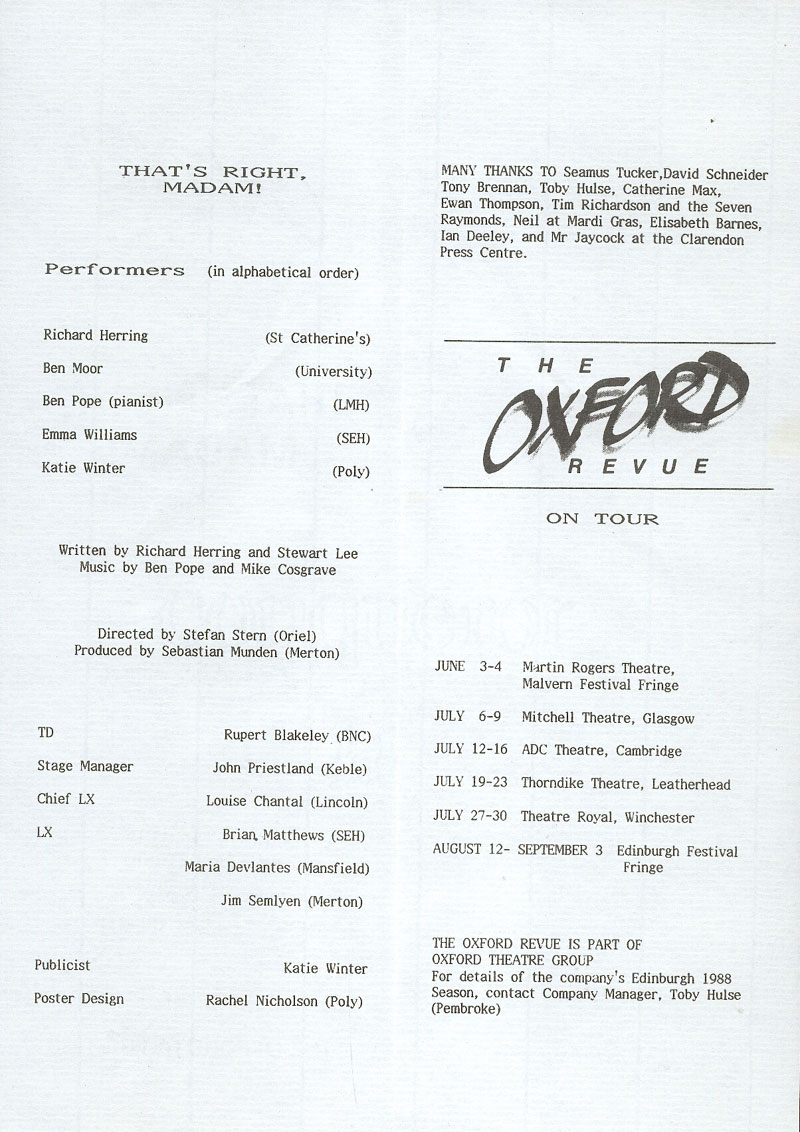 THAT'S RIGHT,
MADAM!
Performers (in alphabetical order)
Richard Herring (St Catherine's)
Ben Moor (University)
Ben Pope (pianist) (LMH)
Emma Williams (SEH)
Katie Winter (Poly)
Written by Richard Herring and Stewart Lee
Music by Ben Pope and Mike Cosgrave
Directed by Stefan Stern (Oriel)
Produced by Sebastian Munden (Merton)
TD Rupert Blakeley (BNC)
Stage Manager John Priestland (Keble)
Chief LX Louise Chantal (Lincoln)
LX Brian Matthews (SEH)
Maria Devlantes (Mansfield)
Jim Semlyen (Merton)
Publicist Katie Winter
Poster Design Rachel Nicholson (Poly)
MANY THANKS TO Seamus Tucker,David Schneider
Tony Brennan, Toby Hulse, Catherine Max,
Ewan Thompson, Tim Richardson and the Seven
Raymonds, Neil at Mardi Gras, Elisabeth Barnes,
Ian Deeley, and Mr Jaycock at the Clarendon
Press Centre.
THE
OXFORD
REVUE
ON TOUR
JUNE 3-4 Martin Rogers Theatre,
Malvern Festival Fringe
JULY 6-9 Mitchell Theatre, Glasgow
JULY 12-16 ADC Theatre, Cambridge
JULY 19-23 Thorndike Theatre, Leatherhead
JULY 27-30 Theatre Royal, Winchester
AUGUST 12- SEPTEMBER 3 Edinburgh Festival
Fringe
THE OXFORD REVUE IS PART OF
OXFORD THEATRE GROUP
For details of the company's Edinburgh 1988
Season, contact Company Manager, Toby Hulse
(Pembroke)